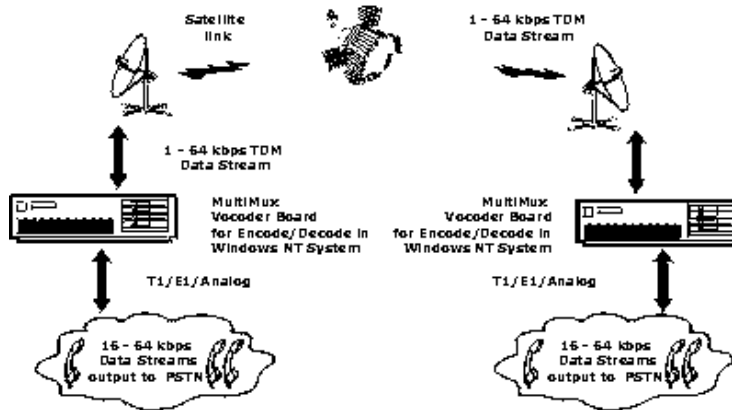 Satellite
link
1 - 64 kbps TDM
Data Stream
1 - 64 kbps TDM
Data Stream
MultiMux
Vocoder Board
for Encode/Decode in
Windows NT System
MultiMux
Vocoder Board
for Encode/Decode in
Windows NT System
T1/E1/Analog
T1/E1/Analog
16 - 64 kbps
Data Streams
output to PSTN
16 - 64 kbps
Data Streams
output to PSTN